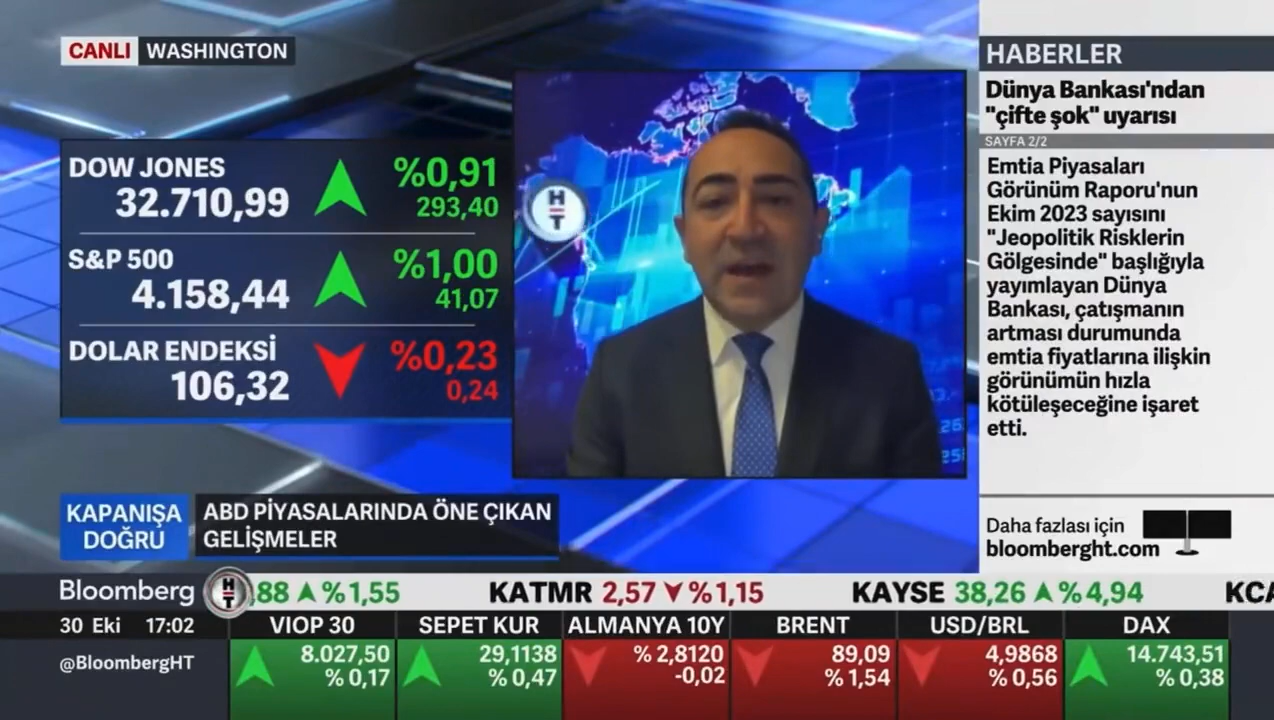 CANLI WASHINGTON
DOW JONES
32.710,99
%0,91
293,40
S&P 500
4.158,44
%1,00
41,07
DOLAR ENDEKSİ
106,32
%0,23
0,24
HT
HABERLER
Dünya Bankası'ndan
"çifte şok" uyarısı
SAYFA 2/2
Emtia Piyasaları
Görünüm Raporu'nun
Ekim 2023 sayısını
"Jeopolitik Risklerin
Gölgesinde" başlığıyla
yayımlayan Dünya
Bankası, çatışmanın
artması durumunda
emtia fiyatlarına ilişkin
görünümün hızla
kötüleşeceğine işaret
etti.
Daha fazlası için
bloomberght.com
KAPANIŞA
DOĞRU
ABD PİYASALARINDA ÖNE ÇIKAN
GELİŞMELER
Bloomberg HT ,88 %1,55 KATMR 2,57 %1,15 KAYSE 38,26 %4,94 KCA
30 Eki 17:02
@BloombergHT
VIOP 30
8.027,50
% 0,17
SEPET KUR
29,1138
% 0,47
ALMANYA 10Y
% 2,8120
-0,02
BRENT
89,09
% 1,54
USD/BRL
4,9868
% 0,56
DAX
14.743,51
% 0,38